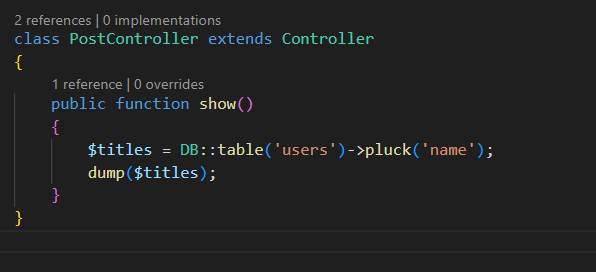 2 references | 0 implementations
class PostController extends Controller
{
1 reference | 0 overrides
public function show()
{
$titles = DB::table('users')->pluck('name');
dump($titles);
}
}